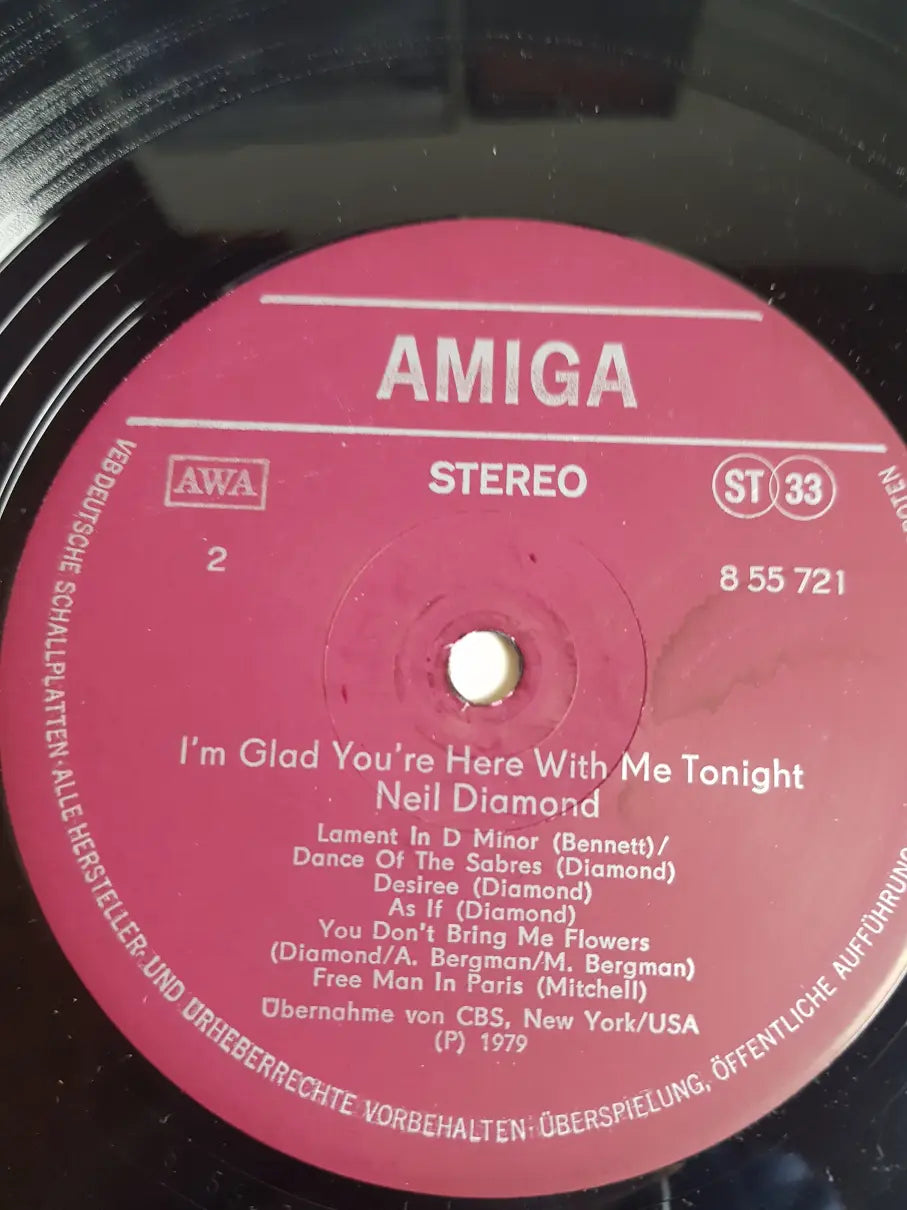 AMIGA
AWA
STEREO
ST 33
2
8 55 721
I'm Glad You're Here With Me Tonight
Neil Diamond
Lament In D Minor (Bennett)/
Dance Of The Sabres (Diamond)
Desiree (Diamond)
As If (Diamond)
You Don't Bring Me Flowers
(Diamond/A. Bergman/M. Bergman)
Free Man In Paris (Mitchell)
Übernahme von CBS, New York/USA
(P) 1979
VEB DEUTSCHE SCHALLPLATTEN · ALLE HERSTELLER- UND URHEBERRECHTE VORBEHALTEN · ÜBERSPIELUNG, ÖFFENTLICHE AUFFÜHRUNG